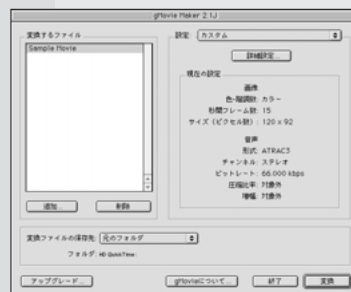 gMovie Maker 2.1J
変換するファイル
Sample Movie
追加...
削除
設定: カスタム
詳細設定...
現在の設定
画像
色・階調数: カラー
秒間フレーム数: 15
サイズ(ピクセル数): 120 x 92
音声
形式: ATRAC3
チャンネル: ステレオ
ビットレート: 66.000 kbps
圧縮比率: 対象外
増幅: 対象外
変換ファイルの保存先: 元のフォルダ
フォルダ: HD:QuickTime:
アップグレード...
gMovieについて...
終了
変換